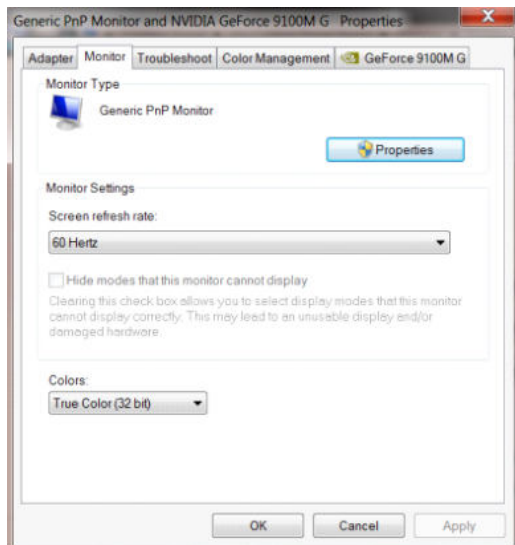 Generic PnP Monitor and NVIDIA GeForce 9100M G Properties
Adapter Monitor Troubleshoot Color Management GeForce 9100M G
Monitor Type
Generic PnP Monitor
Properties
Monitor Settings
Screen refresh rate:
60 Hertz
Hide modes that this monitor cannot display
Clearing this check box allows you to select display modes that this monitor
cannot display correctly. This may lead to an unusable display and/or
damaged hardware.
Colors:
True Color (32 bit)
OK Cancel Apply